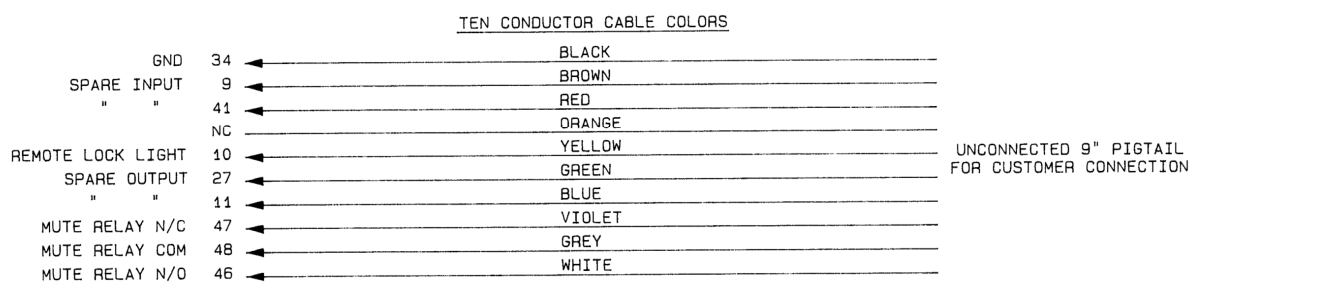 TEN CONDUCTOR CABLE COLORS
GND 34 BLACK
SPARE INPUT 9 BROWN
" " 41 RED
NC ORANGE
REMOTE LOCK LIGHT 10 YELLOW
SPARE OUTPUT 27 GREEN
" " 11 BLUE
MUTE RELAY N/C 47 VIOLET
MUTE RELAY COM 48 GREY
MUTE RELAY N/O 46 WHITE
UNCONNECTED 9" PIGTAIL
FOR CUSTOMER CONNECTION